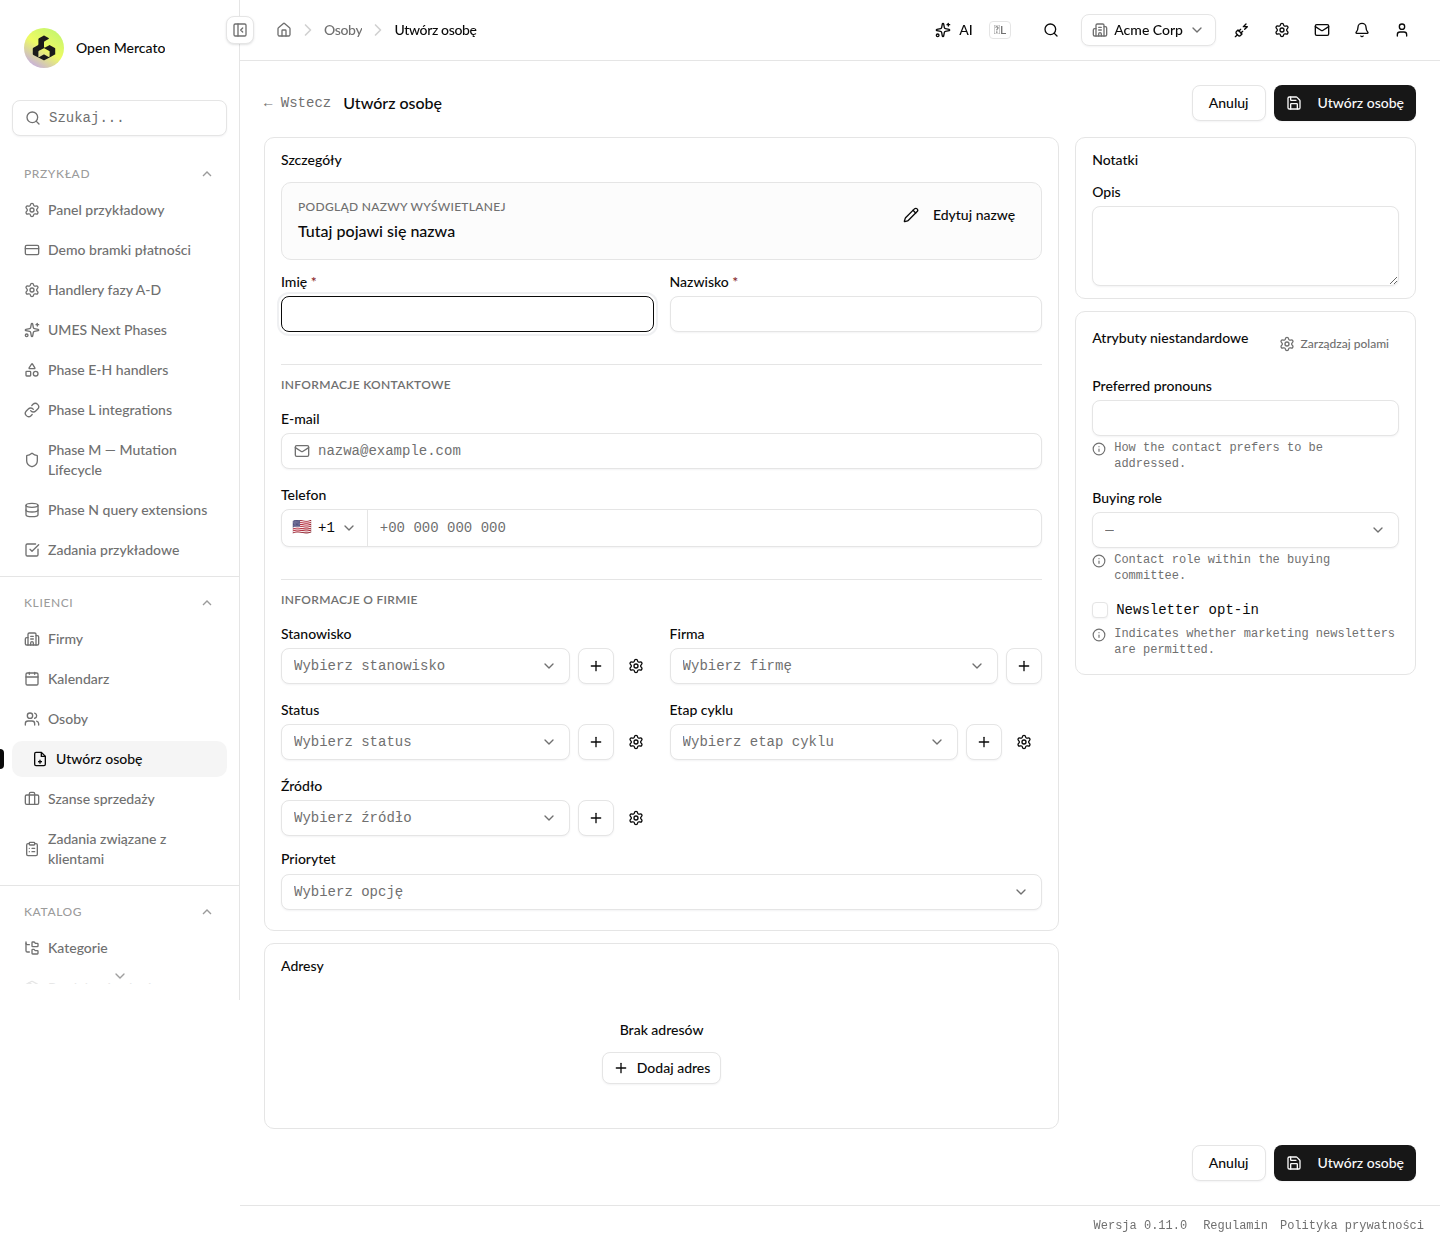 Open Mercato
Szukaj...
PRZYKŁAD
Panel przykładowy
Demo bramki płatności
Handlery fazy A-D
UMES Next Phases
Phase E-H handlers
Phase L integrations
Phase M — Mutation
Lifecycle
Phase N query extensions
Zadania przykładowe
KLIENCI
Firmy
Kalendarz
Osoby
Utwórz osobę
Szanse sprzedaży
Zadania związane z
klientami
KATALOG
Kategorie
Osoby
Utwórz osobę
AI
L
Acme Corp
← Wstecz
Utwórz osobę
Anuluj
Utwórz osobę
Szczegóły
PODGLĄD NAZWY WYŚWIETLANEJ
Tutaj pojawi się nazwa
Edytuj nazwę
Imię *
Nazwisko *
INFORMACJE KONTAKTOWE
E-mail
nazwa@example.com
Telefon
+1
+00 000 000 000
INFORMACJE O FIRMIE
Stanowisko
Firma
Wybierz stanowisko
Wybierz firmę
Status
Etap cyklu
Wybierz status
Wybierz etap cyklu
Źródło
Wybierz źródło
Priorytet
Wybierz opcję
Adresy
Brak adresów
Dodaj adres
Notatki
Opis
Atrybuty niestandardowe
Zarządzaj polami
Preferred pronouns
How the contact prefers to be
addressed.
Buying role
—
Contact role within the buying
committee.
Newsletter opt-in
Indicates whether marketing newsletters
are permitted.
Anuluj
Utwórz osobę
Wersja 0.11.0
Regulamin
Polityka prywatności